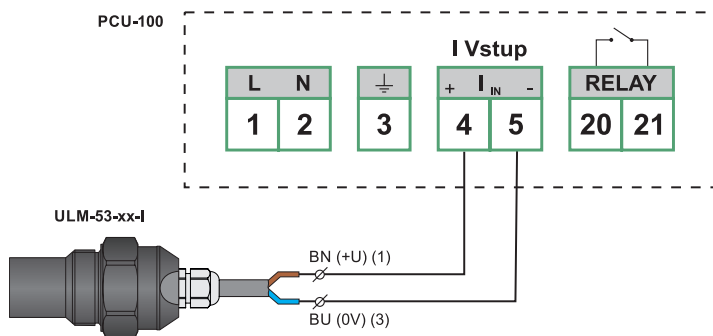 PCU-100
I Vstup
L N
+ I IN -
RELAY
1 2 3 4 5 20 21
ULM-53-xx-I
BN (+U) (1)
BU (0V) (3)